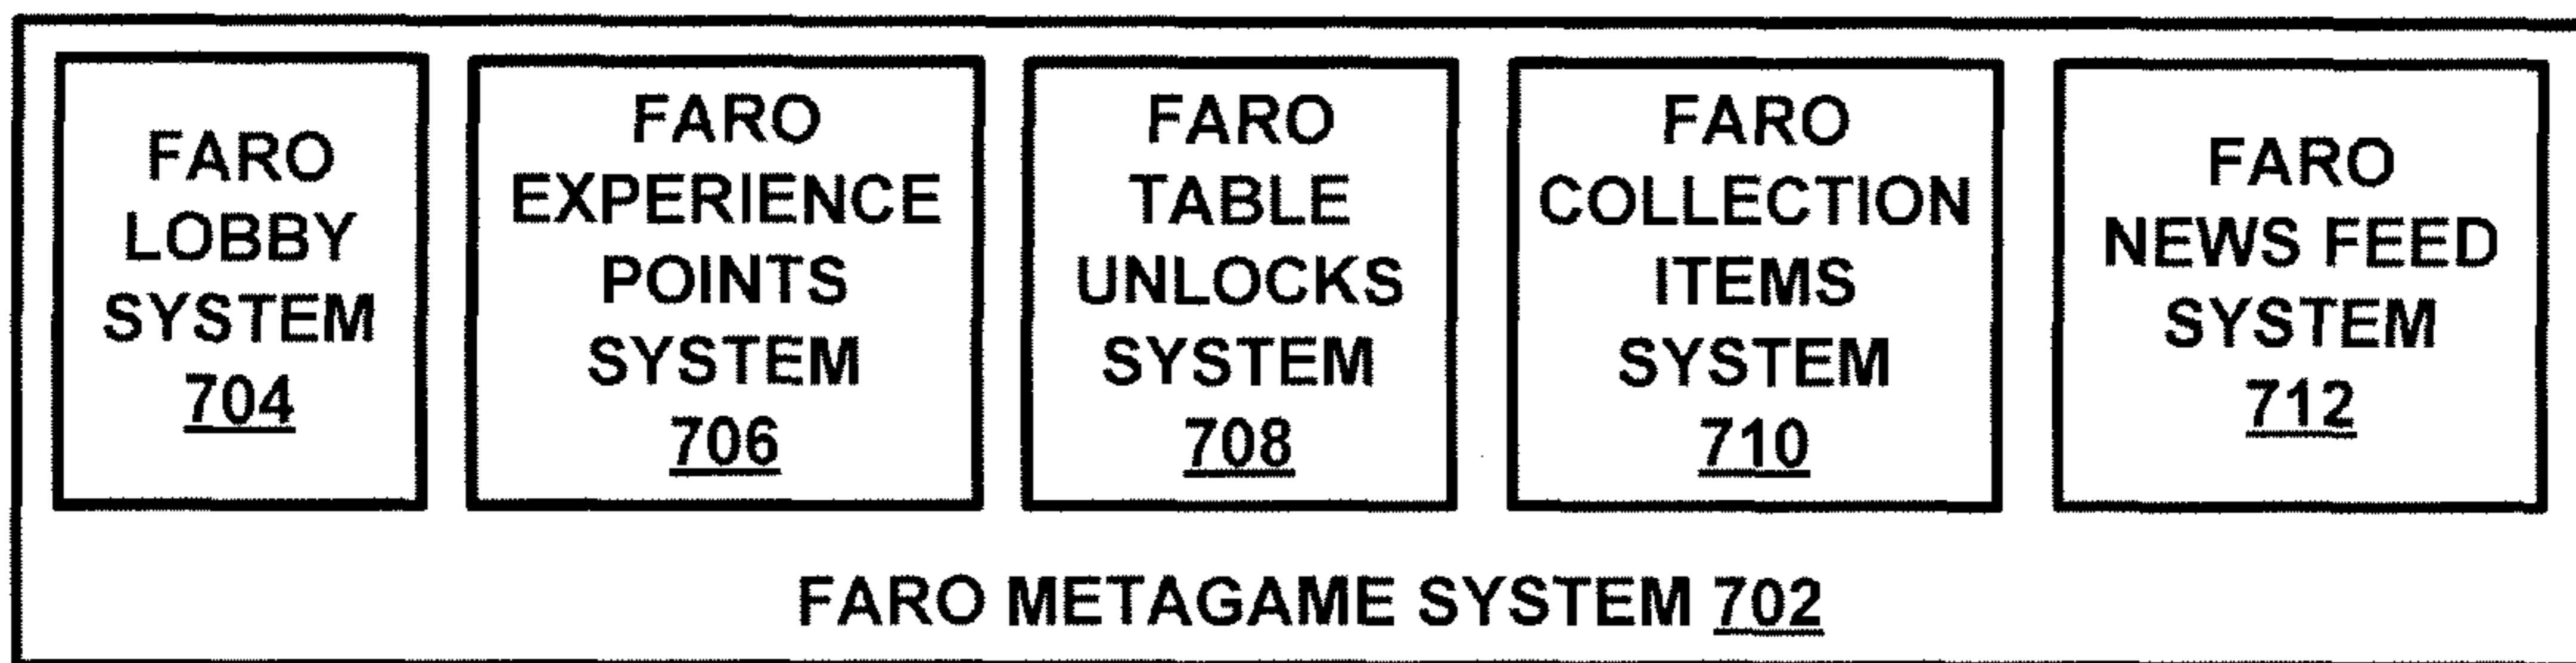 FARO
LOBBY
SYSTEM
704
FARO
EXPERIENCE
POINTS
SYSTEM
706
FARO
TABLE
UNLOCKS
SYSTEM
708
FARO
COLLECTION
ITEMS
SYSTEM
710
FARO
NEWS FEED
SYSTEM
712
FARO METAGAME SYSTEM 702